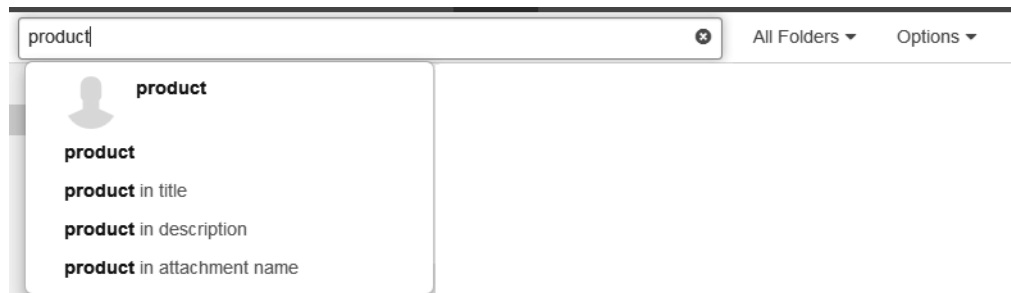 product All Folders Options
product
product
product in title
product in description
product in attachment name